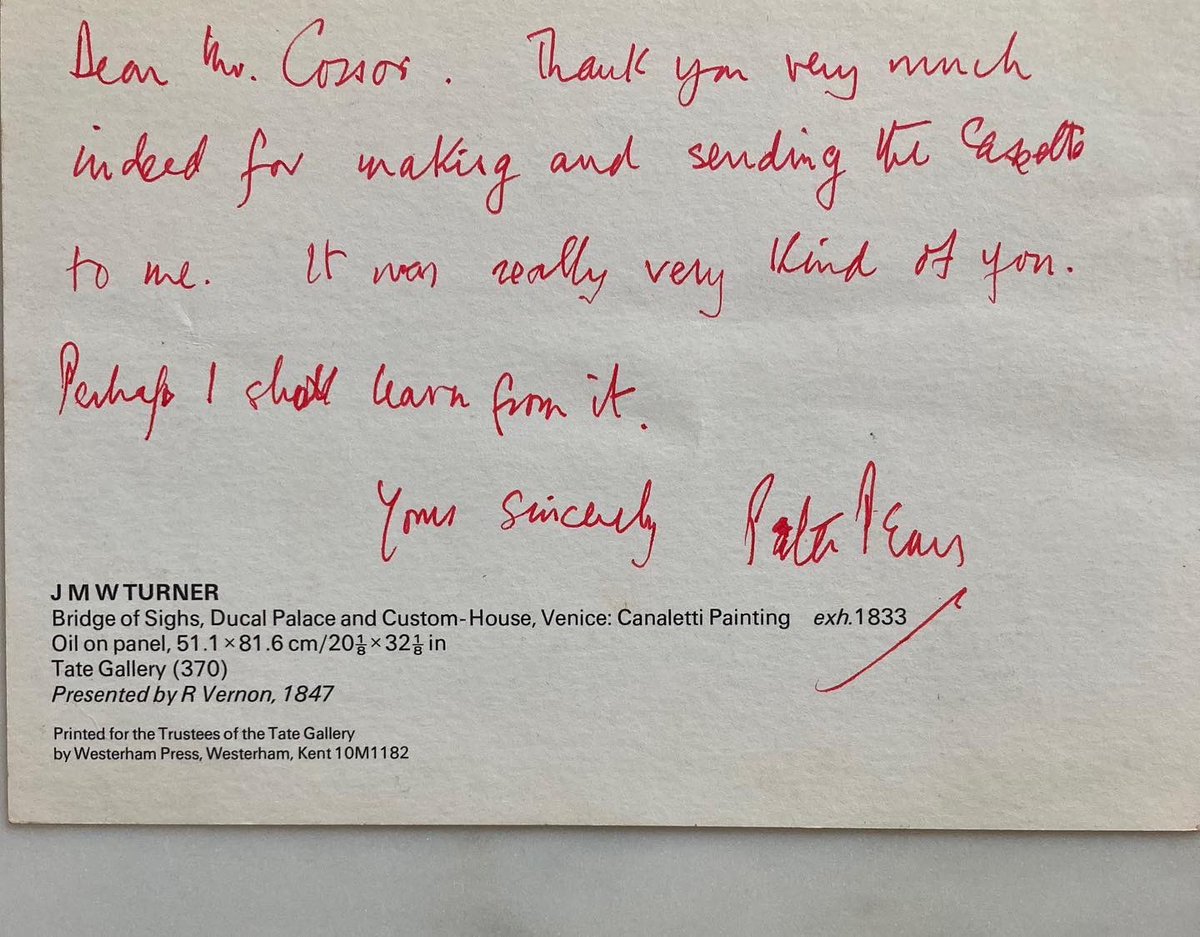 Dear Mr. Cossor. Thank you very much
indeed for making and sending the Cassette
to me. It was really very kind of you.
Perhaps I shall learn from it.
Yours sincerely Peter Pears
J M W TURNER
Bridge of Sighs, Ducal Palace and Custom-House, Venice: Canaletti Painting exh. 1833
Oil on panel, 51.1 × 81.6 cm/20⅛ × 32⅛ in
Tate Gallery (370)
Presented by R Vernon, 1847
Printed for the Trustees of the Tate Gallery
by Westerham Press, Westerham, Kent 10M1182